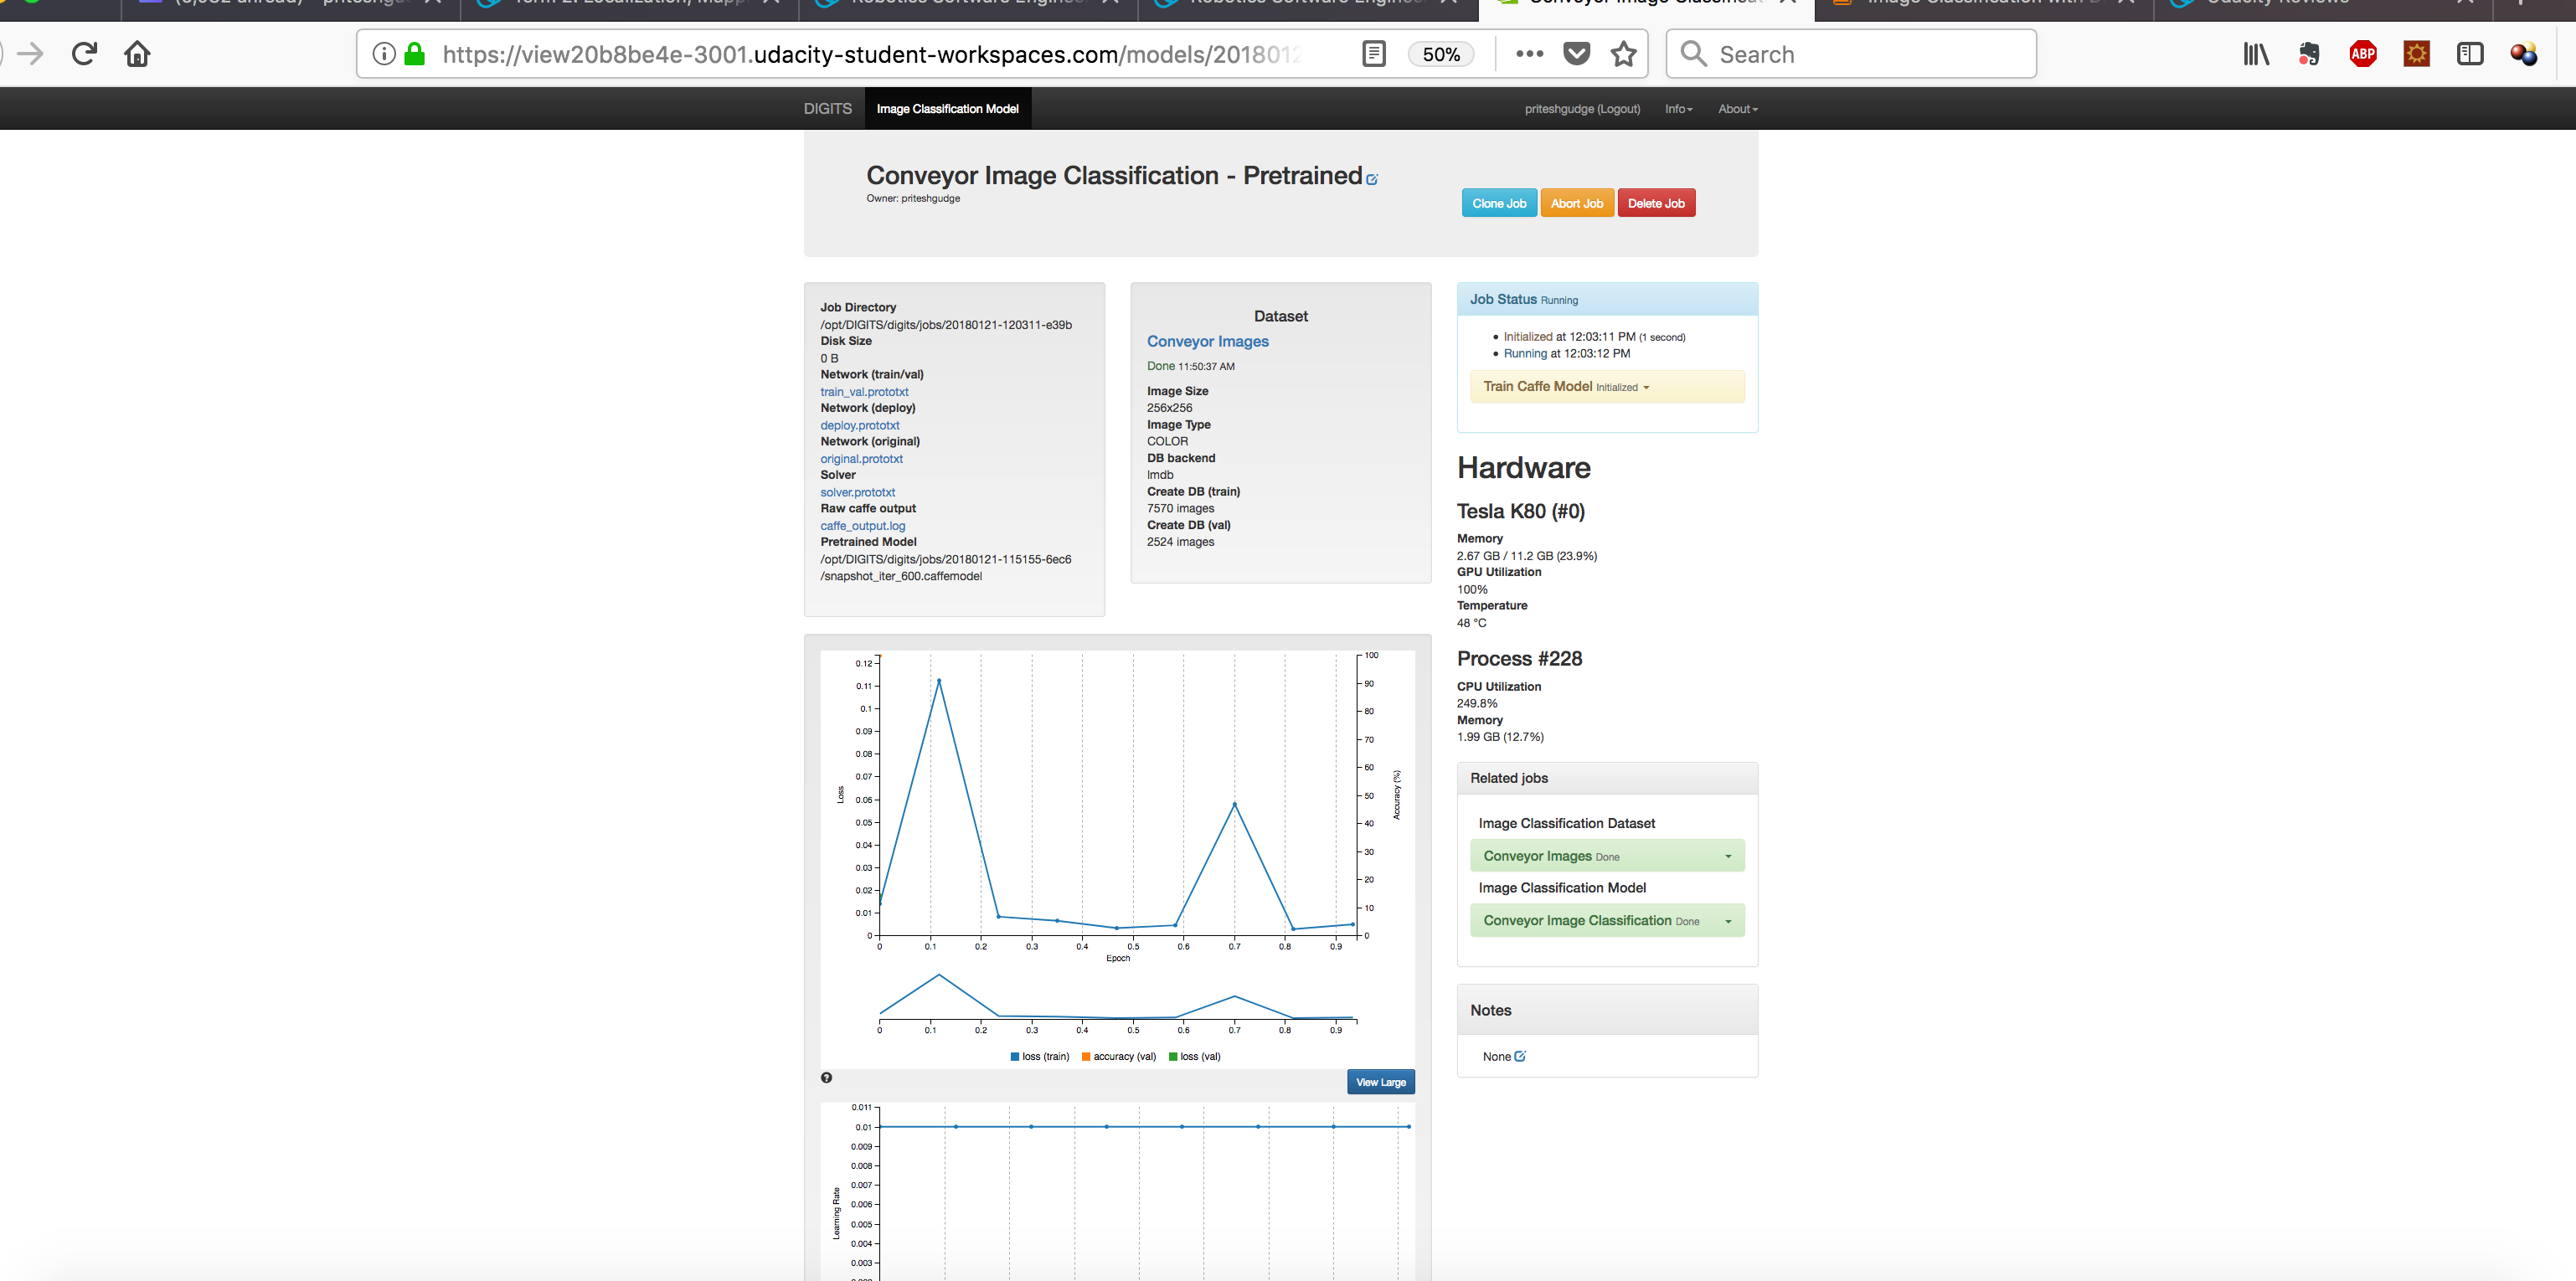 https://view20b8be4e-3001.udacity-student-workspaces.com/models/2018012
50%
Search
DIGITS
Image Classification Model
priteshgudge (Logout)
Info
About
Conveyor Image Classification - Pretrained
Owner: priteshgudge
Clone Job
Abort Job
Delete Job
Job Directory
/opt/DIGITS/digits/jobs/20180121-120311-e39b
Disk Size
0 B
Network (train/val)
train_val.prototxt
Network (deploy)
deploy.prototxt
Network (original)
original.prototxt
Solver
solver.prototxt
Raw caffe output
caffe_output.log
Pretrained Model
/opt/DIGITS/digits/jobs/20180121-115155-6ec6
/snapshot_iter_600.caffemodel
Dataset
Conveyor Images
Done 11:50:37 AM
Image Size
256x256
Image Type
COLOR
DB backend
lmdb
Create DB (train)
7570 images
Create DB (val)
2524 images
Job Status Running
Initialized at 12:03:11 PM (1 second)
Running at 12:03:12 PM
Train Caffe Model Initialized
Hardware
Tesla K80 (#0)
Memory
2.67 GB / 11.2 GB (23.9%)
GPU Utilization
100%
Temperature
48 °C
Process #228
CPU Utilization
249.8%
Memory
1.99 GB (12.7%)
Related jobs
Image Classification Dataset
Conveyor Images Done
Image Classification Model
Conveyor Image Classification Done
Notes
None
0.12
0.11
0.1
0.09
0.08
0.07
0.06
0.05
0.04
0.03
0.02
0.01
0
Loss
100
90
80
70
60
50
40
30
20
10
0
Accuracy (%)
0 0.1 0.2 0.3 0.4 0.5 0.6 0.7 0.8 0.9
Epoch
0 0.1 0.2 0.3 0.4 0.5 0.6 0.7 0.8 0.9
loss (train) accuracy (val) loss (val)
View Large
0.011
0.01
0.009
0.008
0.007
0.006
0.005
0.004
0.003
Learning Rate
ABP